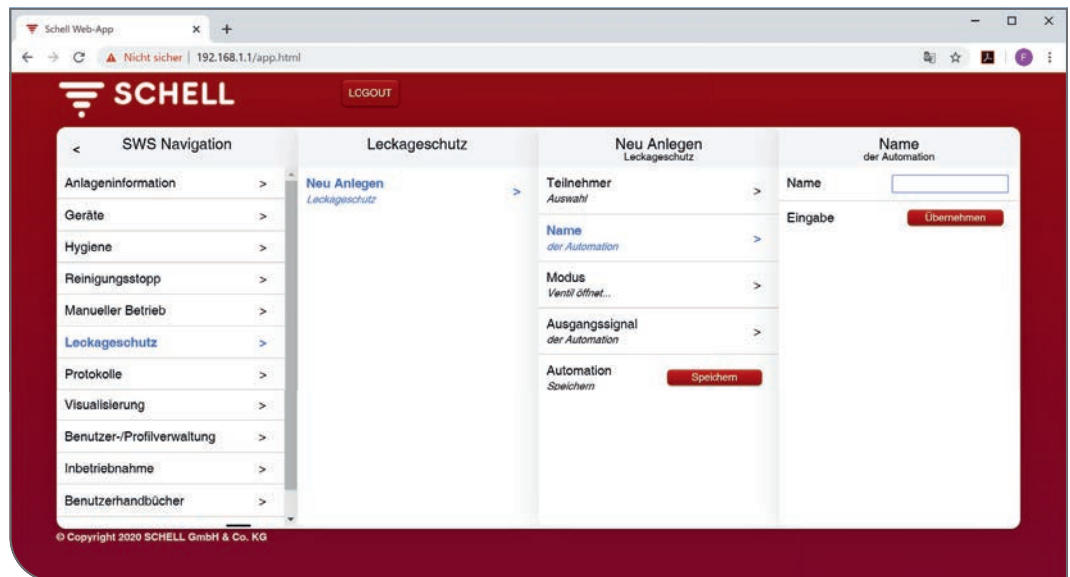 Schell Web-App
Nicht sicher | 192.168.1.1/app.html
F
SCHELL
LOGOUT
< SWS Navigation
Anlageninformation >
Geräte >
Hygiene >
Reinigungsstopp >
Manueller Betrieb >
Leckageschutz >
Protokolle >
Visualisierung >
Benutzer-/Profilverwaltung >
Inbetriebnahme >
Benutzerhandbücher >
Leckageschutz
Neu Anlegen >
Leckageschutz
Neu Anlegen
Leckageschutz
Teilnehmer >
Auswahl
Name >
der Automation
Modus >
Ventil öffnet...
Ausgangssignal >
der Automation
Automation Speichern
Speichern
Name
der Automation
Name
Eingabe Übernehmen
© Copyright 2020 SCHELL GmbH & Co. KG